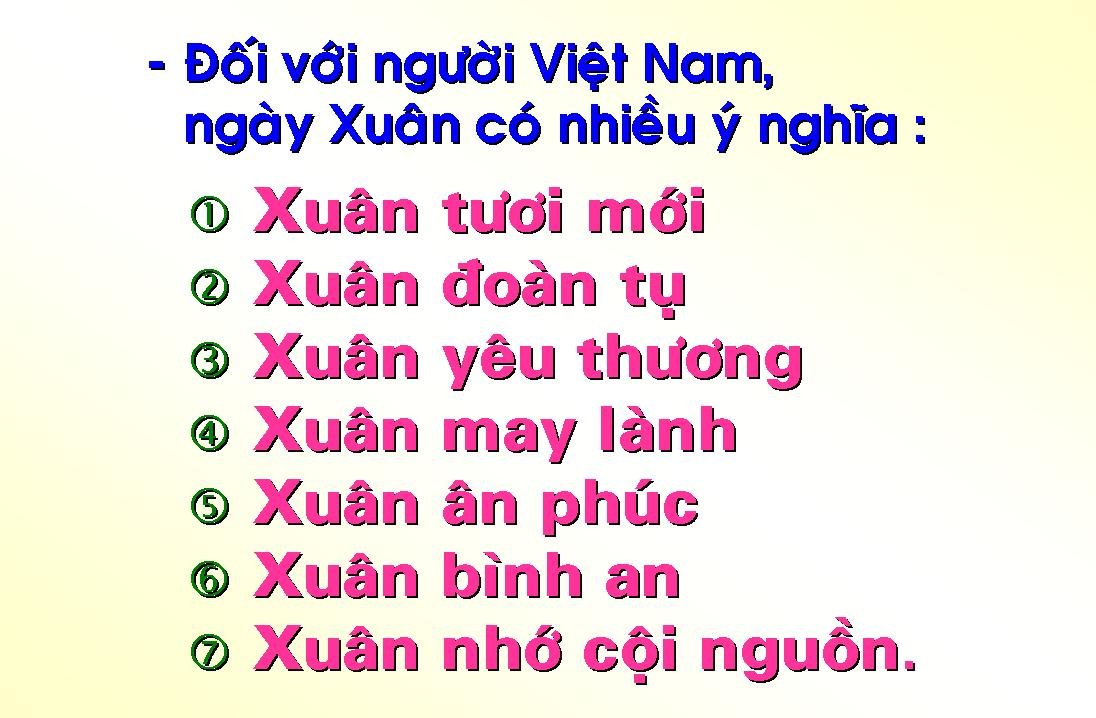 - Đối với người Việt Nam,
ngày Xuân có nhiều ý nghĩa :
① Xuân tươi mới
② Xuân đoàn tụ
③ Xuân yêu thương
④ Xuân may lành
⑤ Xuân ân phúc
⑥ Xuân bình an
⑦ Xuân nhớ cội nguồn.